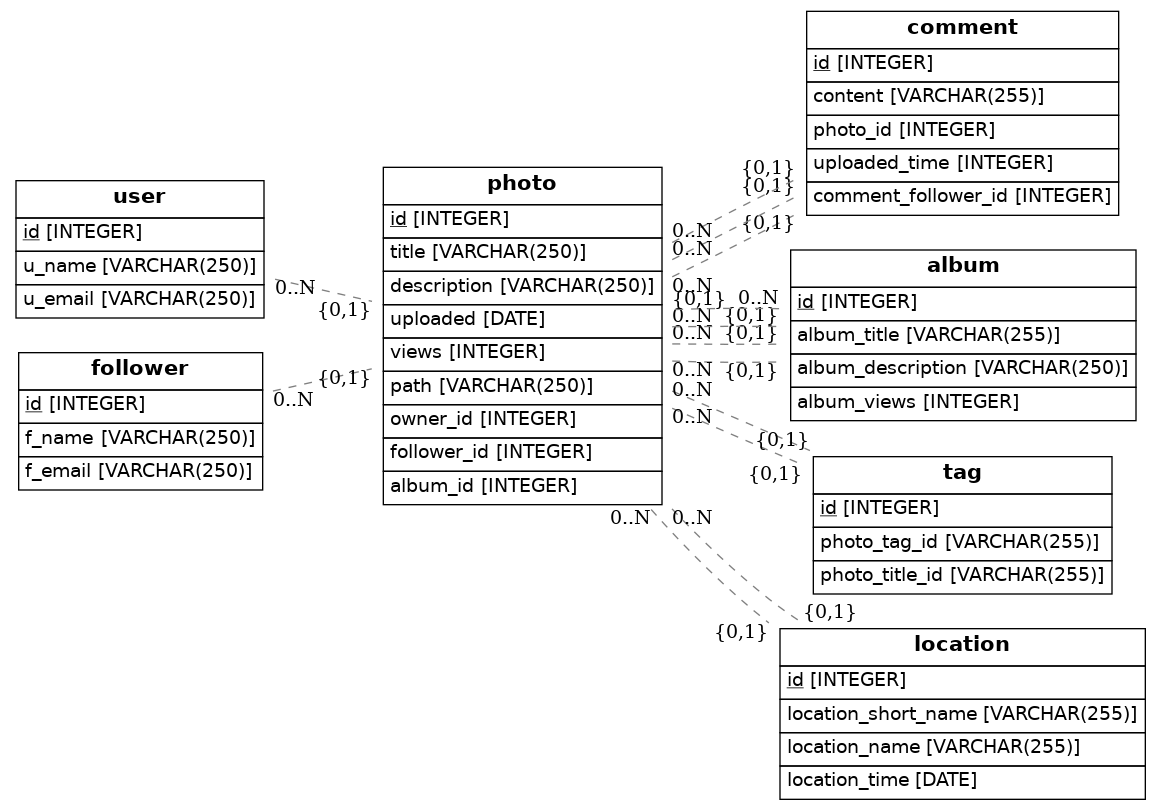 user
id [INTEGER]
u_name [VARCHAR(250)]
u_email [VARCHAR(250)]
follower
id [INTEGER]
f_name [VARCHAR(250)]
f_email [VARCHAR(250)]
0..N
{0,1}
{0,1}
0..N
photo
id [INTEGER]
title [VARCHAR(250)]
description [VARCHAR(250)]
uploaded [DATE]
views [INTEGER]
path [VARCHAR(250)]
owner_id [INTEGER]
follower_id [INTEGER]
album_id [INTEGER]
{0,1}
{0,1}
{0,1}
0..N
0..N
0..N
{0,1} 0..N
0..N {0,1}
0..N {0,1}
0..N {0,1}
0..N
0..N
{0,1}
{0,1}
0..N 0..N
{0,1}
{0,1}
comment
id [INTEGER]
content [VARCHAR(255)]
photo_id [INTEGER]
uploaded_time [INTEGER]
comment_follower_id [INTEGER]
album
id [INTEGER]
album_title [VARCHAR(255)]
album_description [VARCHAR(250)]
album_views [INTEGER]
tag
id [INTEGER]
photo_tag_id [VARCHAR(255)]
photo_title_id [VARCHAR(255)]
location
id [INTEGER]
location_short_name [VARCHAR(255)]
location_name [VARCHAR(255)]
location_time [DATE]